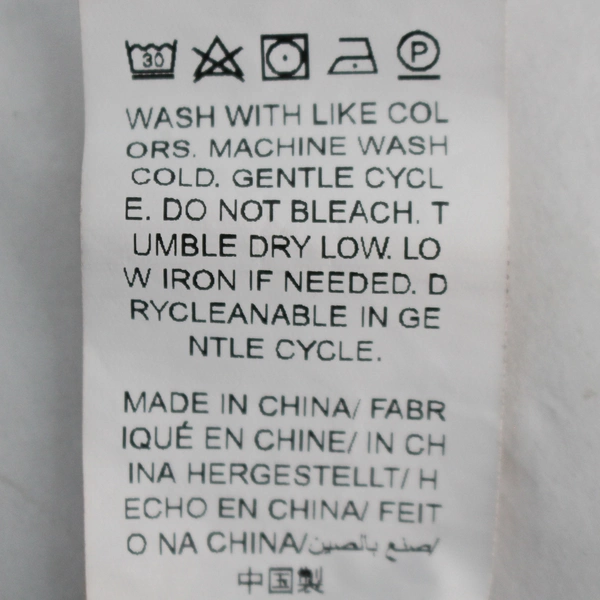 30 P
WASH WITH LIKE COL
ORS. MACHINE WASH
COLD. GENTLE CYCL
E. DO NOT BLEACH. T
UMBLE DRY LOW. LO
W IRON IF NEEDED. D
RYCLEANABLE IN GE
NTLE CYCLE.
MADE IN CHINA/ FABR
IQUÉ EN CHINE/ IN CH
INA HERGESTELLT/ H
ECHO EN CHINA/ FEIT
O NA CHINA/صنع بالصين/
中国製